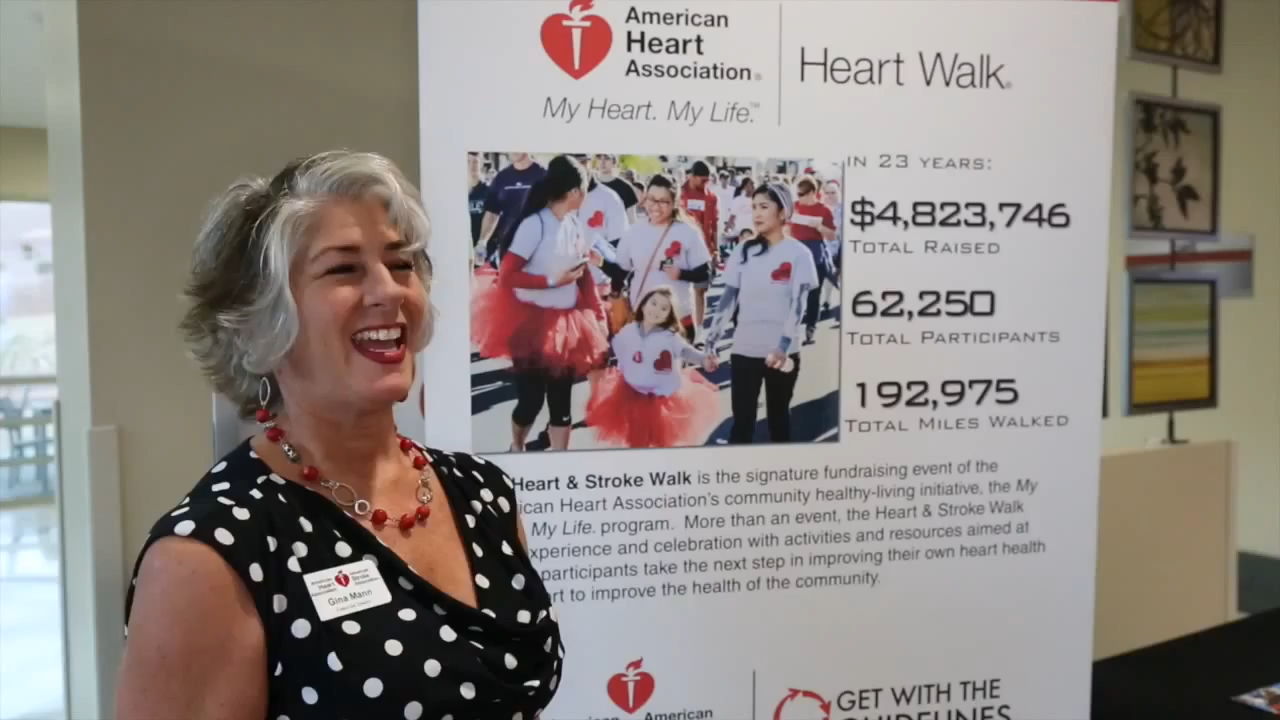 American
Heart
Association®
My Heart. My Life.™
Heart Walk®
IN 23 YEARS:
$4,823,746
TOTAL RAISED
62,250
TOTAL PARTICIPANTS
192,975
TOTAL MILES WALKED
Heart & Stroke Walk is the signature fundraising event of the
ican Heart Association's community healthy-living initiative, the My
My Life. program. More than an event, the Heart & Stroke Walk
xperience and celebration with activities and resources aimed at
participants take the next step in improving their own heart health
rt to improve the health of the community.
American Heart Association
American Stroke Association
Gina Mann
American
GET WITH THE
GUIDELINES